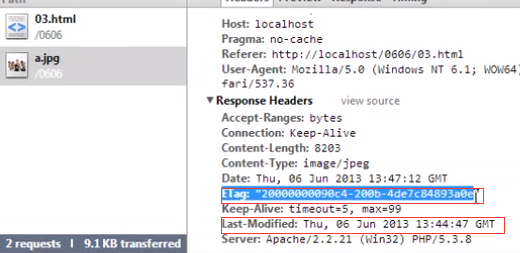 03.html
/0606
a.jpg
/0606
2 requests | 9.1 KB transferred
Host: localhost
Pragma: no-cache
Referer: http://localhost/0606/03.html
User-Agent: Mozilla/5.0 (Windows NT 6.1; WOW64)
fari/537.36
▼Response Headers view source
Accept-Ranges: bytes
Connection: Keep-Alive
Content-Length: 8203
Content-Type: image/jpeg
Date: Thu, 06 Jun 2013 13:47:12 GMT
ETag: "20000000090c4-200b-4de7c84893a0e"
Keep-Alive: timeout=5, max=99
Last-Modified: Thu, 06 Jun 2013 13:44:47 GMT
Server: Apache/2.2.21 (Win32) PHP/5.3.8